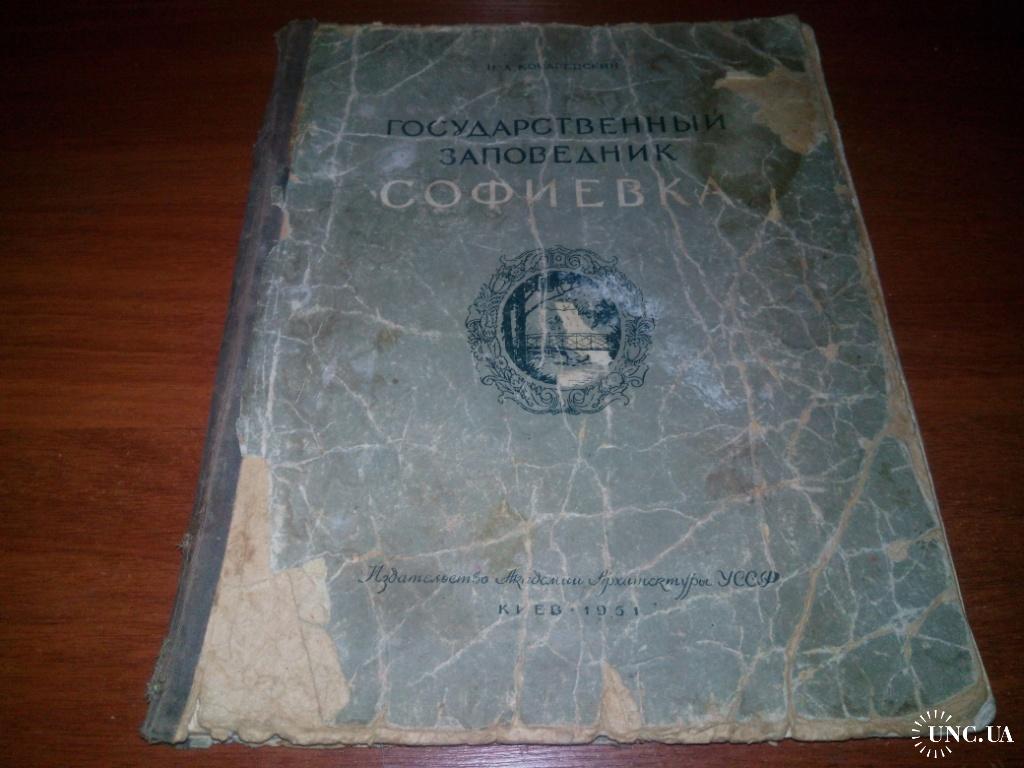 ГОСУДАРСТВЕННЫЙ
ЗАПОВЕДНИК
СОФИЕВКА
Издательство Академии Архитектуры УССР
КИЕВ · 1951
UNC.UA